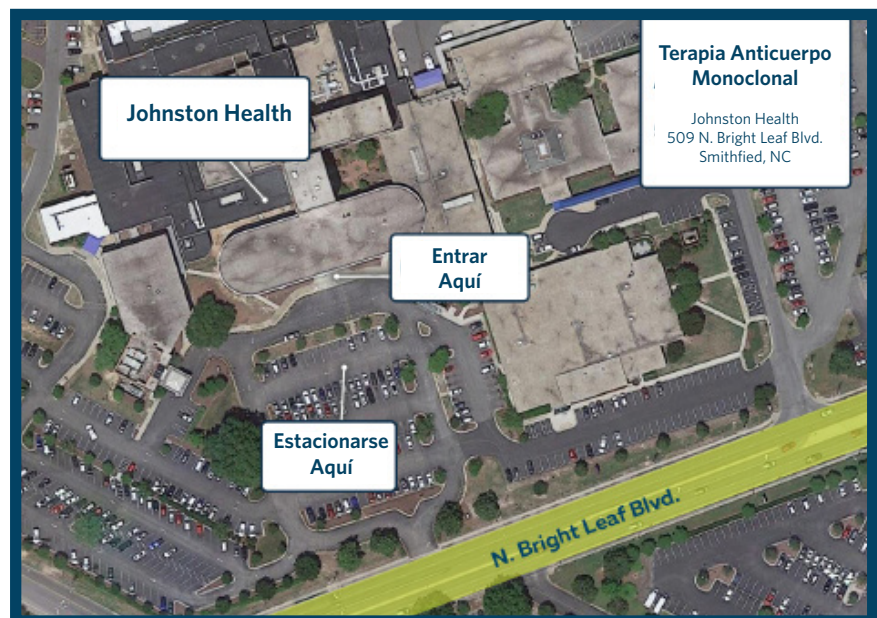 Terapia Anticuerpo
Monoclonal
Johnston Health
509 N. Bright Leaf Blvd.
Smithfied, NC
Johnston Health
Entrar
Aquí
Estacionarse
Aquí
N. Bright Leaf Blvd.